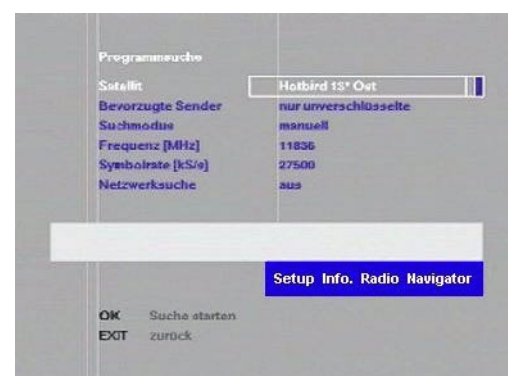 Programmsuche
Satellit Hotbird 13° Ost
Bevorzugte Sender nur unverschlüsselte
Suchmodus manuell
Frequenz [MHz] 11836
Symbolrate [kS/s] 27500
Netzwerksuche aus
Setup Info. Radio Navigator
OK Suche starten
EXIT zurück